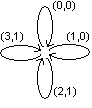 (0,0)
(3,1) (1,0)
(2,1)